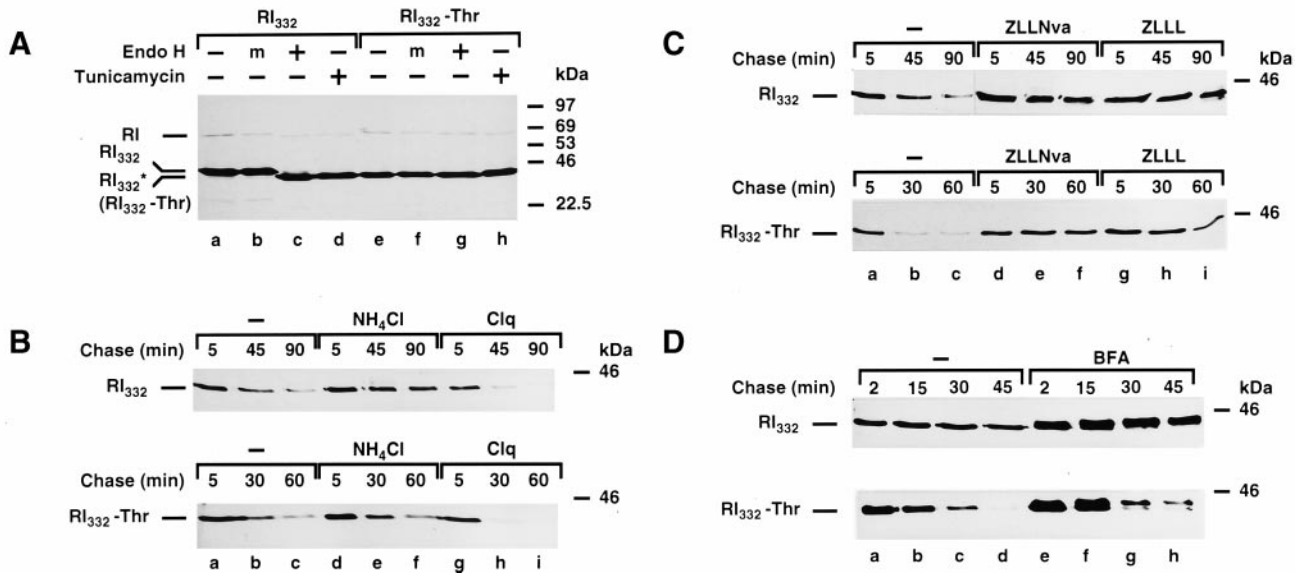 A
RI332 RI332-Thr
Endo H − m + − − m + −
Tunicamycin − − − + − − − + kDa
97
69
53
46
22.5
RI
RI332
RI332*
(RI332-Thr)
a b c d e f g h
B
− NH4Cl Clq
Chase (min) 5 45 90 5 45 90 5 45 90 kDa
46
RI332
− NH4Cl Clq
Chase (min) 5 30 60 5 30 60 5 30 60
46
RI332-Thr
a b c d e f g h i
C
− ZLLNva ZLLL
Chase (min) 5 45 90 5 45 90 5 45 90 kDa
46
RI332
− ZLLNva ZLLL
Chase (min) 5 30 60 5 30 60 5 30 60
46
RI332-Thr
a b c d e f g h i
D
− BFA
Chase (min) 2 15 30 45 2 15 30 45 kDa
46
RI332
46
RI332-Thr
a b c d e f g h